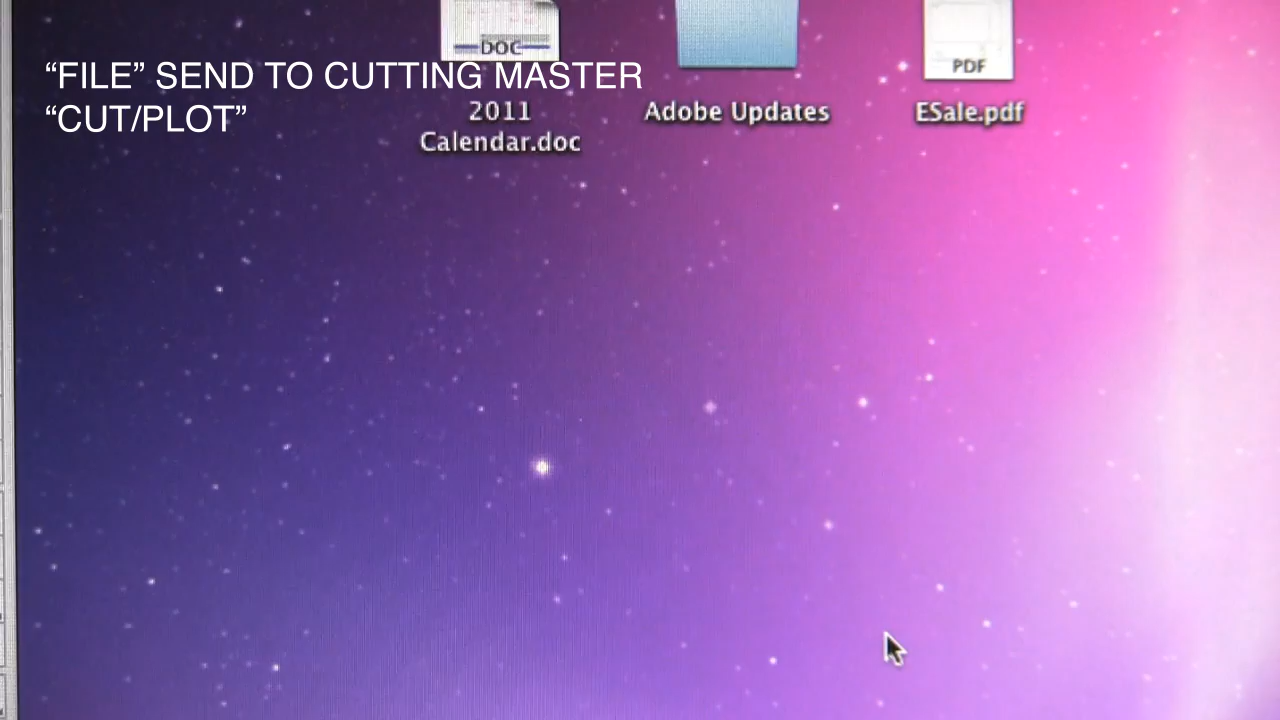 DOC
“FILE” SEND TO CUTTING MASTER
“CUT/PLOT”
PDF
2011
Calendar.doc
Adobe Updates
ESale.pdf